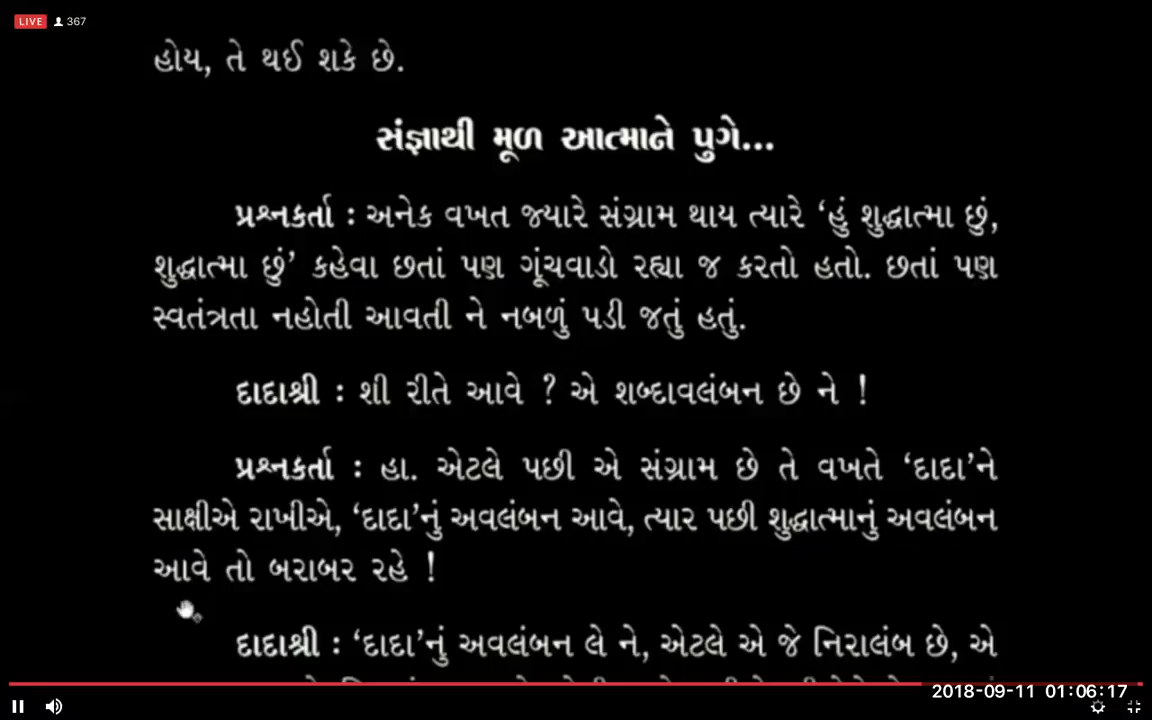 LIVE 367
હોય, તે થઈ શકે છે.
સંજ્ઞાથી મૂળ આત્માને પુગે...
પ્રશ્નકર્તા : અનેક વખત જ્યારે સંગ્રામ થાય ત્યારે ‘હું શુદ્ધાત્મા છું,
શુદ્ધાત્મા છું’ કહેવા છતાં પણ ગૂંચવાડો રહ્યા જ કરતો હતો. છતાં પણ
સ્વતંત્રતા નહોતી આવતી ને નબળું પડી જતું હતું.
દાદાશ્રી : શી રીતે આવે ? એ શબ્દાવલંબન છે ને !
પ્રશ્નકર્તા : હા. એટલે પછી એ સંગ્રામ છે તે વખતે ‘દાદા’ને
સાક્ષીએ રાખીએ, ‘દાદા’નું અવલંબન આવે, ત્યાર પછી શુદ્ધાત્માનું અવલંબન
આવે તો બરાબર રહે !
દાદાશ્રી : ‘દાદા’નું અવલંબન લે ને, એટલે એ જે નિરાલંબ છે, એ
2018-09-11 01:06:17